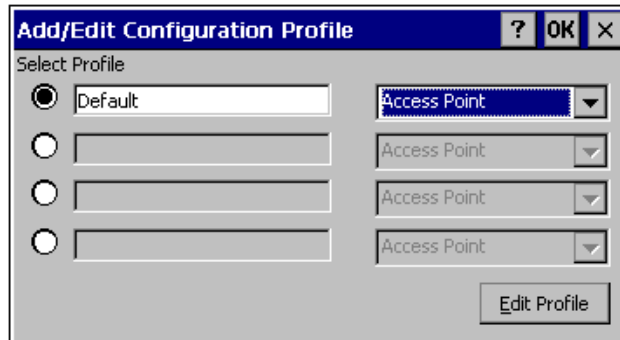 Add/Edit Configuration Profile ? OK ×
Select Profile
Default Access Point
Access Point
Access Point
Access Point
Edit Profile